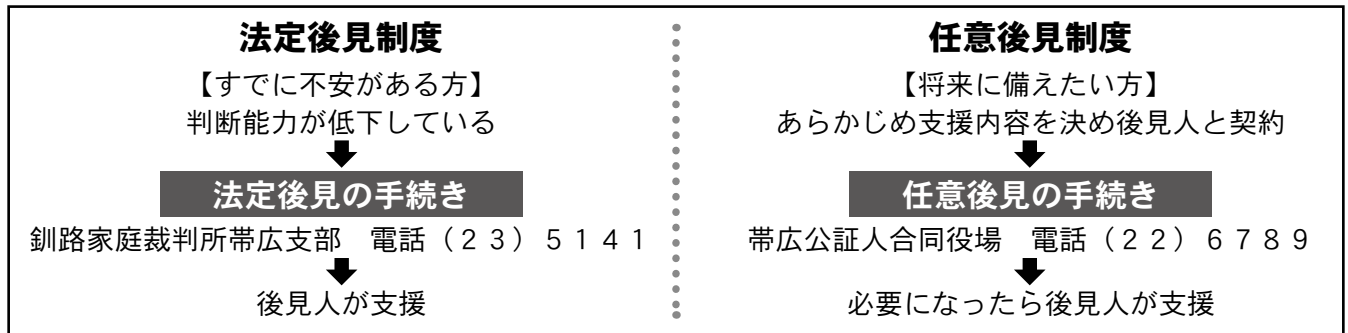 法定後見制度
【すでに不安がある方】
判断能力が低下している
法定後見の手続き
釧路家庭裁判所帯広支部　電話（２３）５１４１
後見人が支援
任意後見制度
【将来に備えたい方】
あらかじめ支援内容を決め後見人と契約
任意後見の手続き
帯広公証人合同役場　電話（２２）６７８９
必要になったら後見人が支援